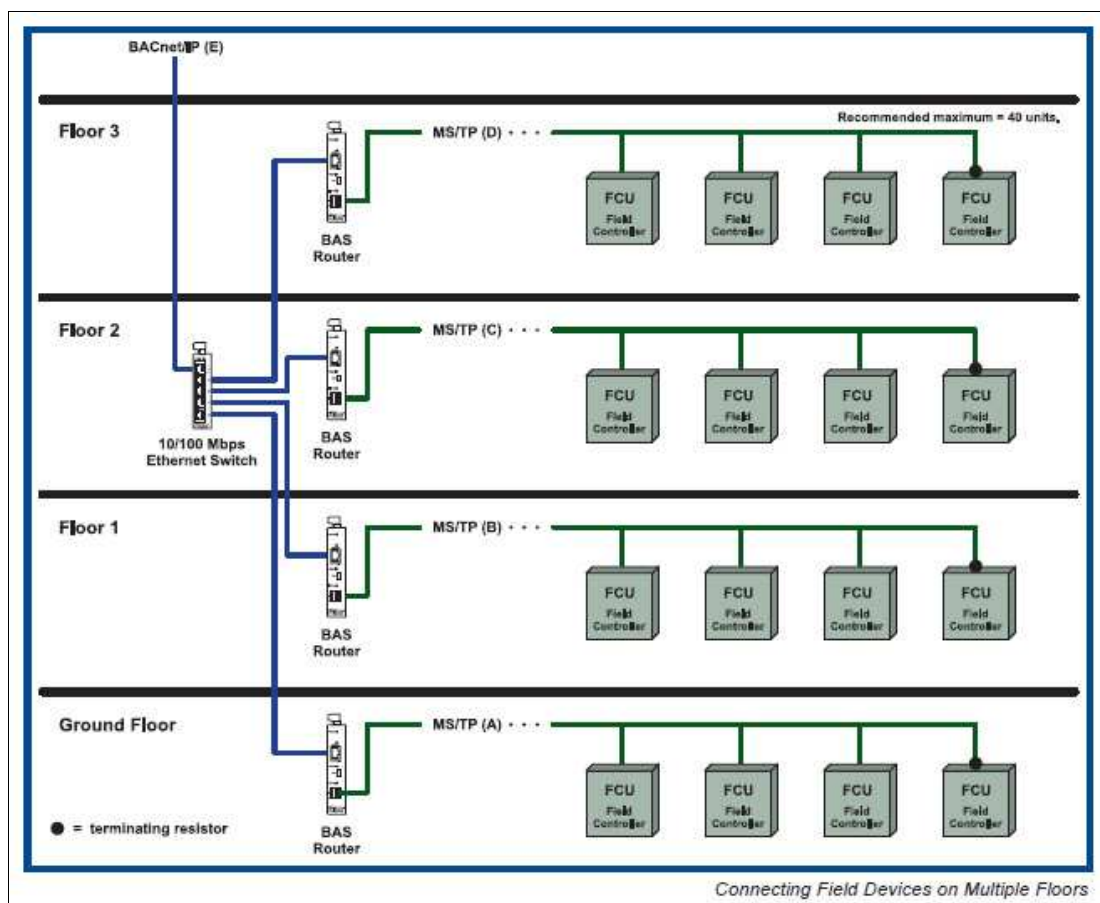 BACnet/IP (E)
Floor 3
MS/TP (D) · · ·
Recommended maximum = 40 units.
FCU
Field
Controller
FCU
Field
Controller
FCU
Field
Controller
FCU
Field
Controller
BAS
Router
Floor 2
MS/TP (C) · · ·
FCU
Field
Controller
FCU
Field
Controller
FCU
Field
Controller
FCU
Field
Controller
BAS
Router
10/100 Mbps
Ethernet Switch
Floor 1
MS/TP (B) · · ·
FCU
Field
Controller
FCU
Field
Controller
FCU
Field
Controller
FCU
Field
Controller
BAS
Router
Ground Floor
MS/TP (A) · · ·
FCU
Field
Controller
FCU
Field
Controller
FCU
Field
Controller
FCU
Field
Controller
BAS
Router
= terminating resistor
Connecting Field Devices on Multiple Floors